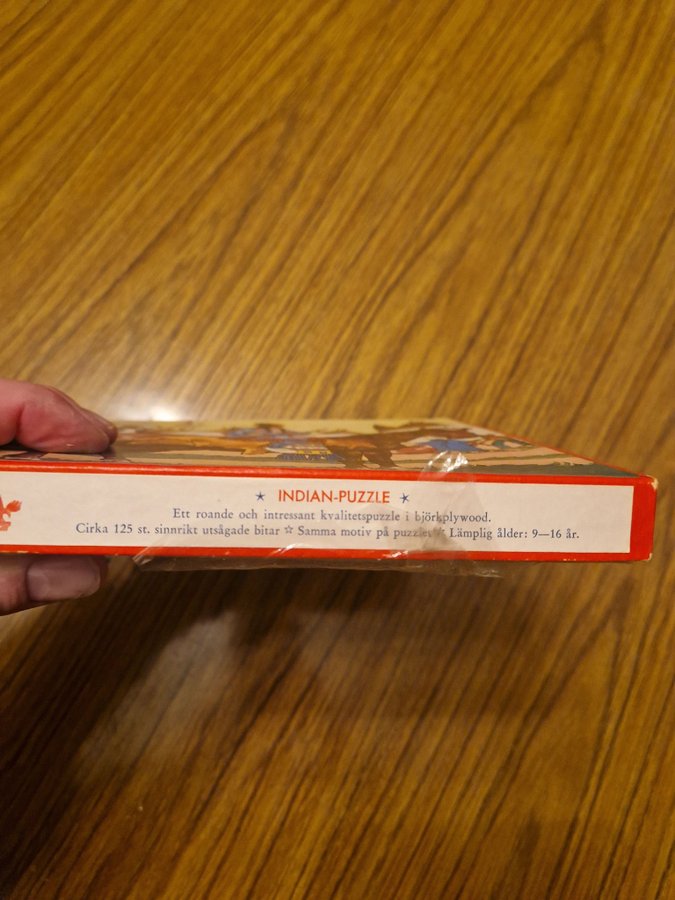 ★ INDIAN-PUZZLE ★
Ett roande och intressant kvalitetspuzzle i björkplywood.
Cirka 125 st. sinnrikt utsågade bitar ☆ Samma motiv på puzzlet ☆ Lämplig ålder: 9—16 år.